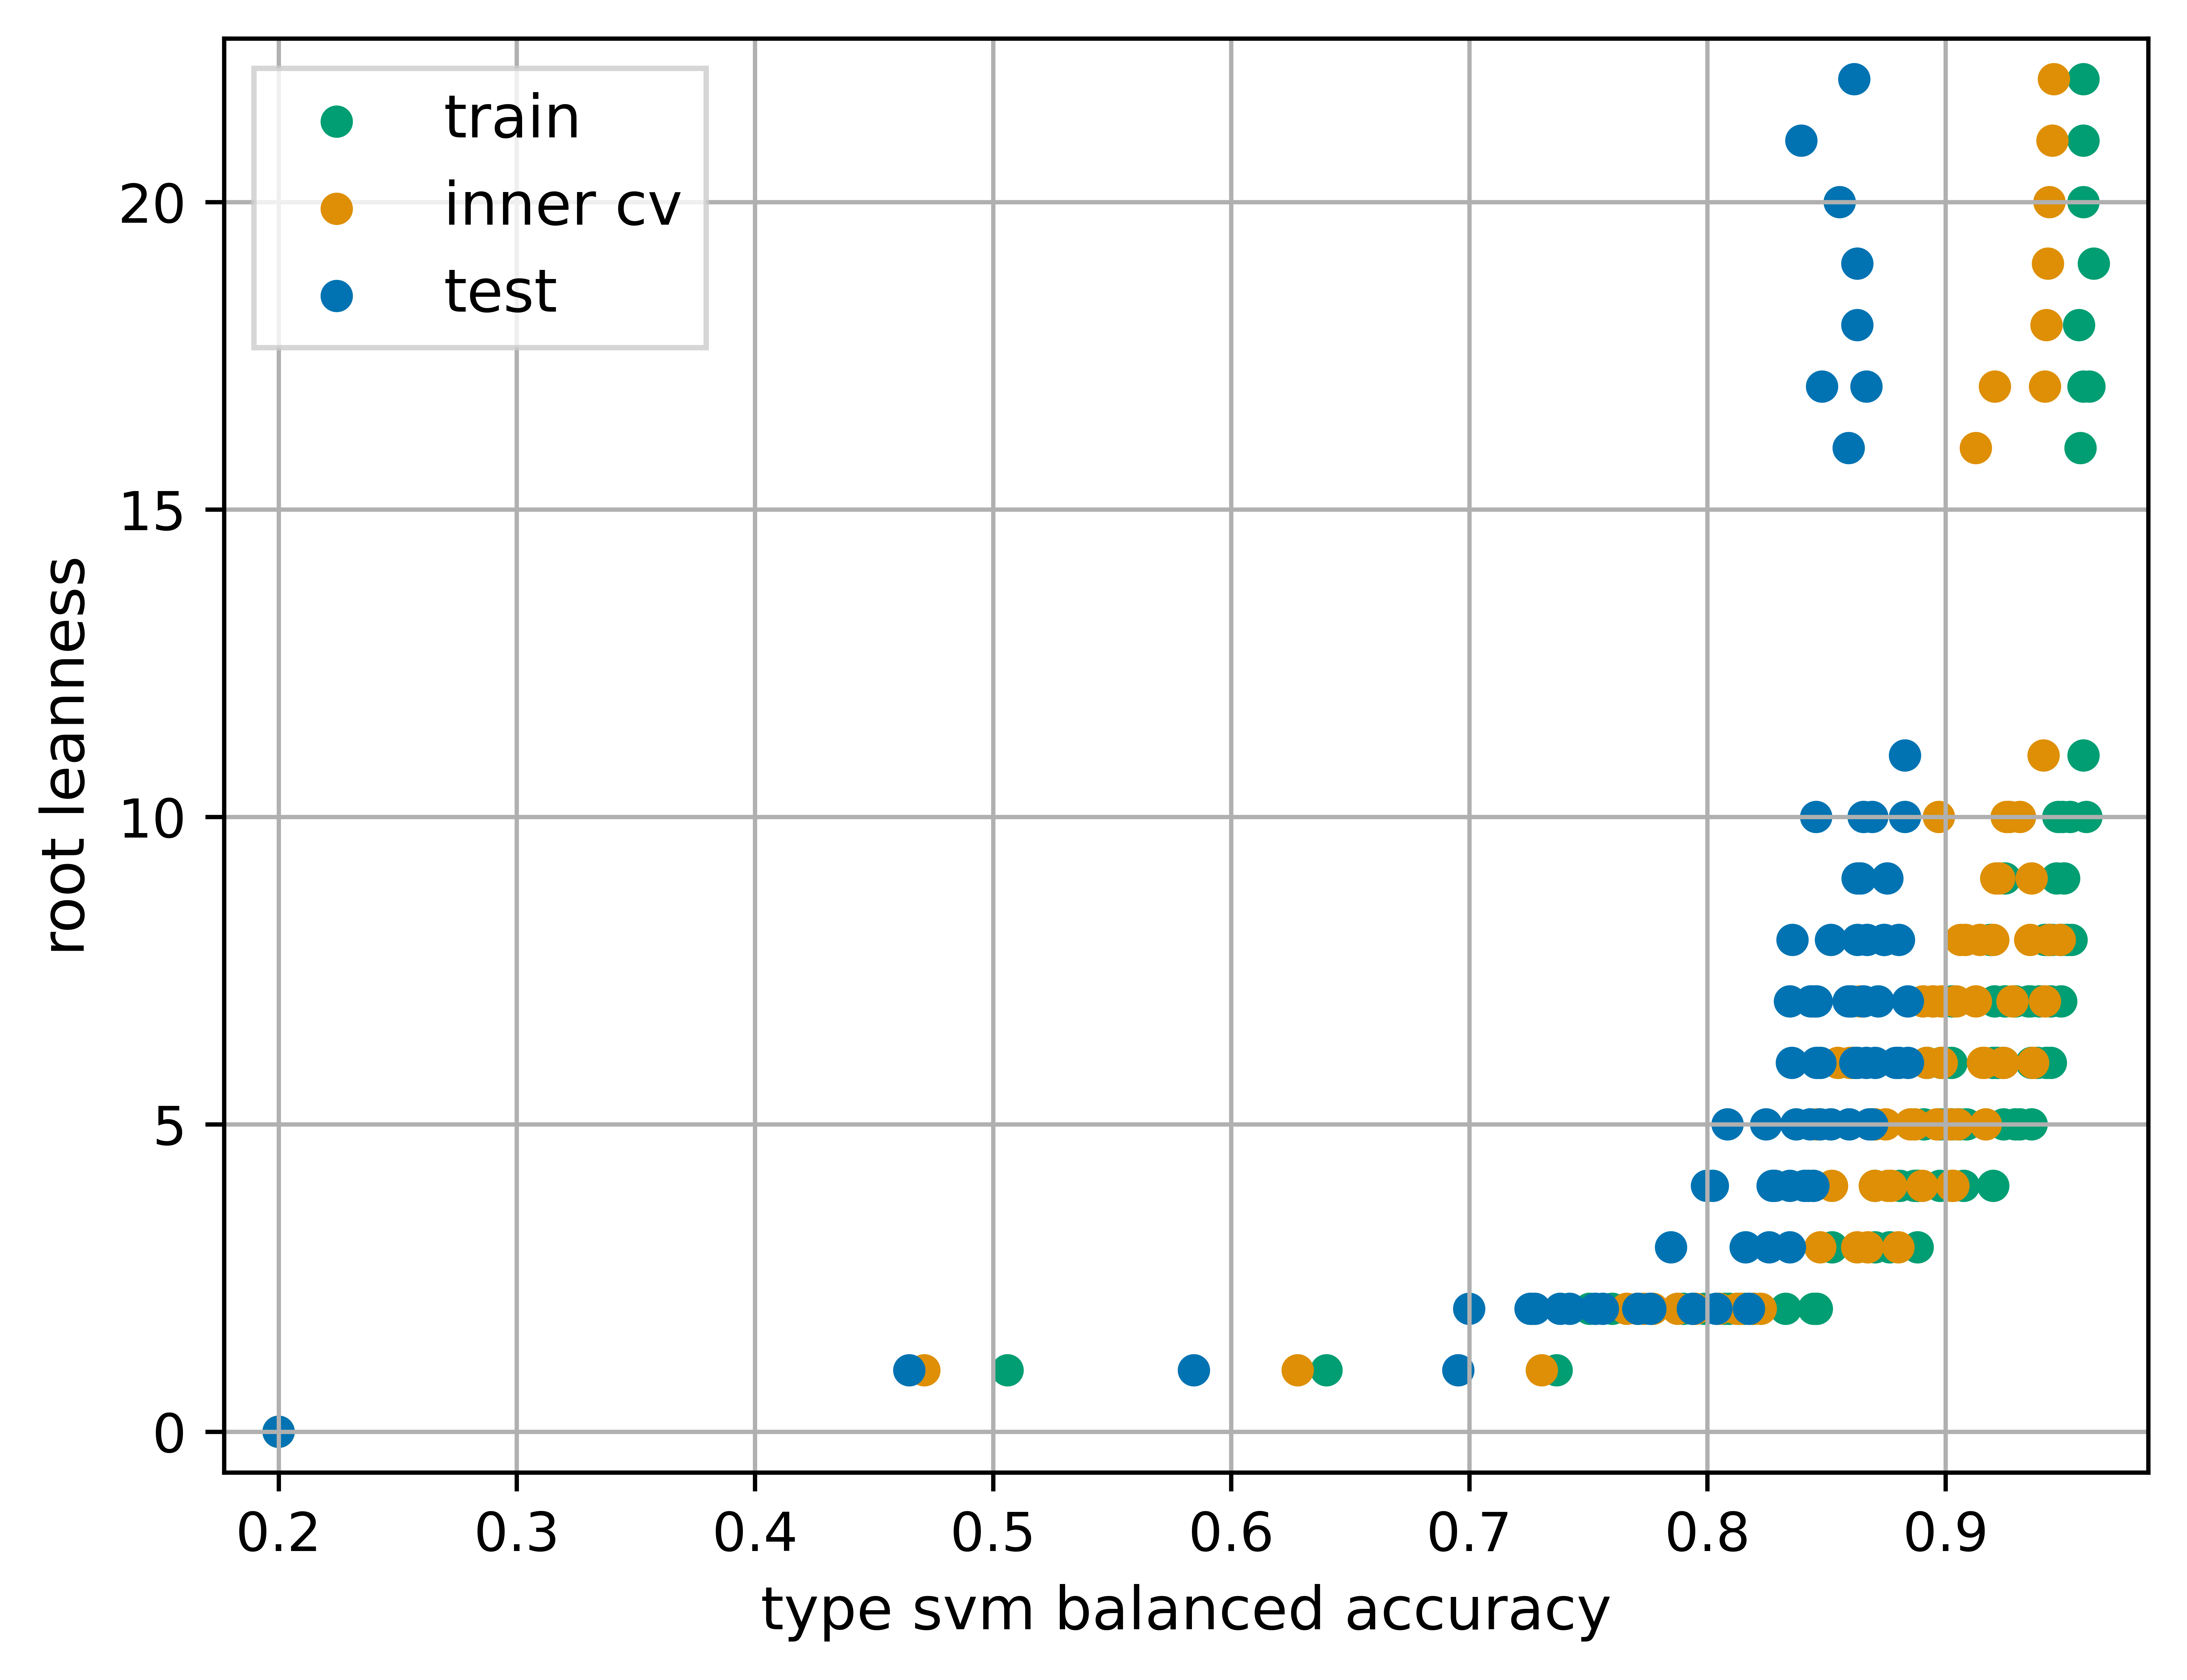 train
inner cv
test
20
15
10
5
0
root leanness
0.2 0.3 0.4 0.5 0.6 0.7 0.8 0.9
type svm balanced accuracy